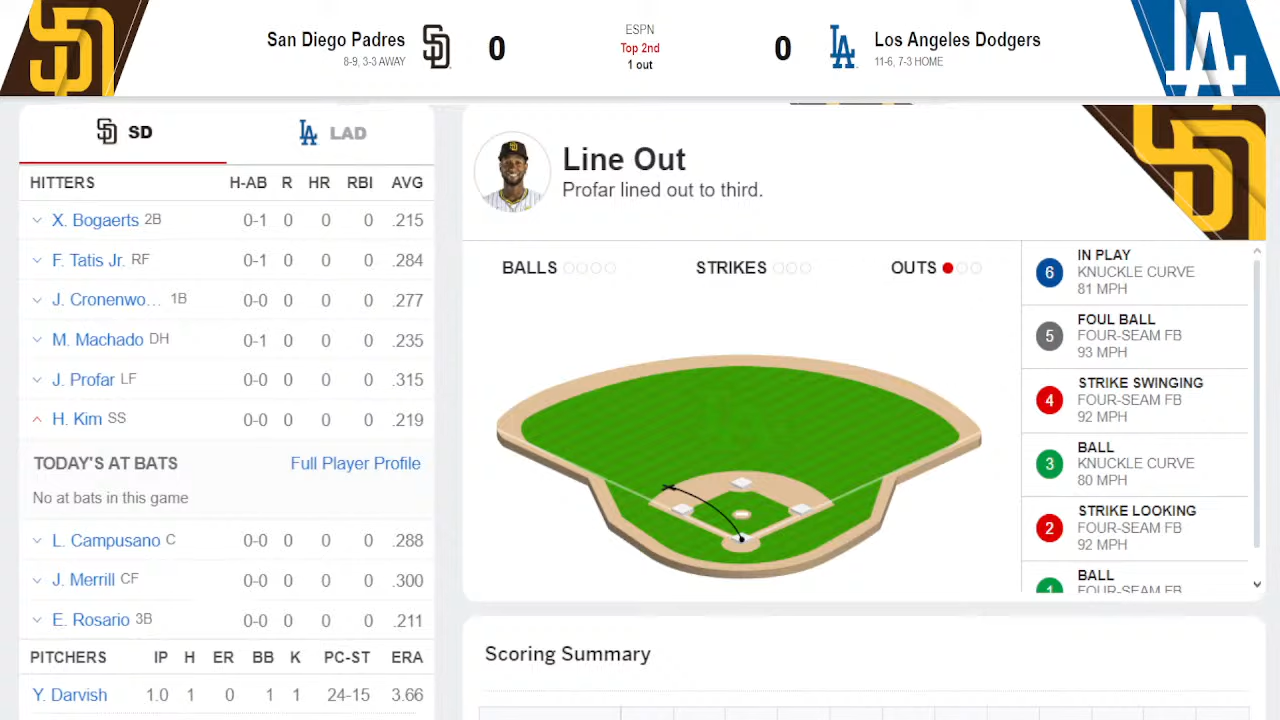 San Diego Padres
8-9, 3-3 AWAY
0
ESPN
Top 2nd
1 out
0
Los Angeles Dodgers
11-6, 7-3 HOME
SD
LAD
HITTERS H-AB R HR RBI AVG
X. Bogaerts 2B 0-1 0 0 0 .215
F. Tatis Jr. RF 0-1 0 0 0 .284
J. Cronenwo... 1B 0-0 0 0 0 .277
M. Machado DH 0-1 0 0 0 .235
J. Profar LF 0-0 0 0 0 .315
H. Kim SS 0-0 0 0 0 .219
TODAY'S AT BATS Full Player Profile
No at bats in this game
L. Campusano C 0-0 0 0 0 .288
J. Merrill CF 0-0 0 0 0 .300
E. Rosario 3B 0-0 0 0 0 .211
PITCHERS IP H ER BB K PC-ST ERA
Y. Darvish 1.0 1 0 1 1 24-15 3.66
Line Out
Profar lined out to third.
BALLS STRIKES OUTS
6 IN PLAY
KNUCKLE CURVE
81 MPH
5 FOUL BALL
FOUR-SEAM FB
93 MPH
4 STRIKE SWINGING
FOUR-SEAM FB
92 MPH
3 BALL
KNUCKLE CURVE
80 MPH
2 STRIKE LOOKING
FOUR-SEAM FB
92 MPH
1 BALL
FOUR-SEAM FB
Scoring Summary